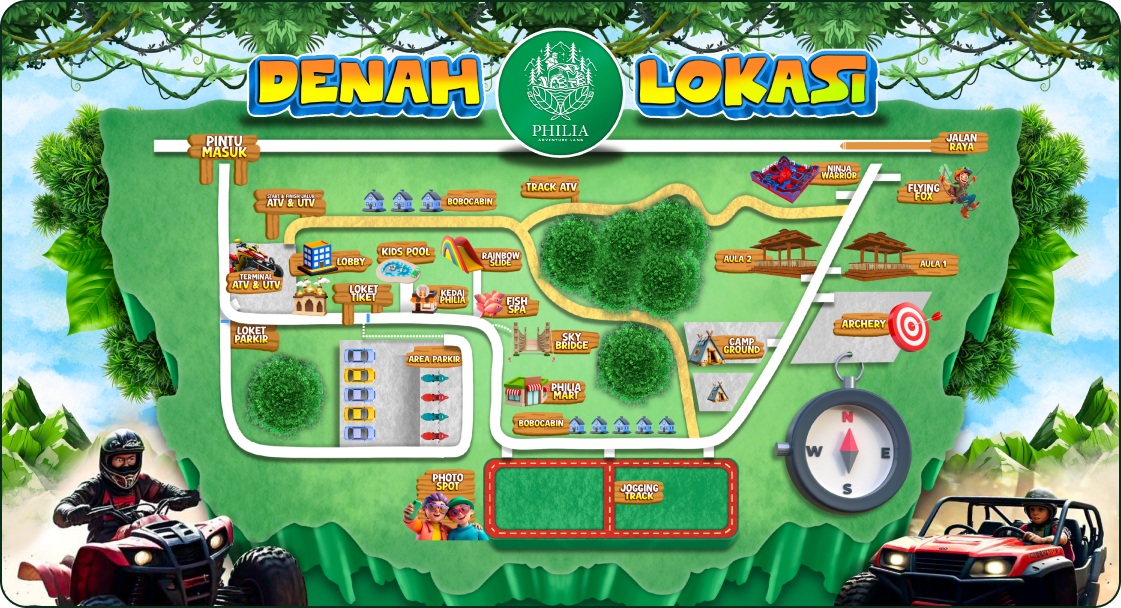 DENAH
LOKASI
PHILIA
ADVENTURE LAND
PINTU
MASUK
JALAN
RAYA
NINJA
WARRIOR
FLYING
FOX
START & FINISH JALUR
ATV & UTV
BOBOCABIN
TRACK ATV
TERMINAL
ATV & UTV
LOBBY
KIDS POOL
RAINBOW
SLIDE
AULA 2
AULA 1
LOKET
TIKET
KEDAI
PHILIA
FISH
SPA
LOKET
PARKIR
SKY
BRIDGE
CAMP
GROUND
ARCHERY
AREA PARKIR
PHILIA
MART
BOBOCABIN
N
W
E
S
PHOTO
SPOT
JOGGING
TRACK